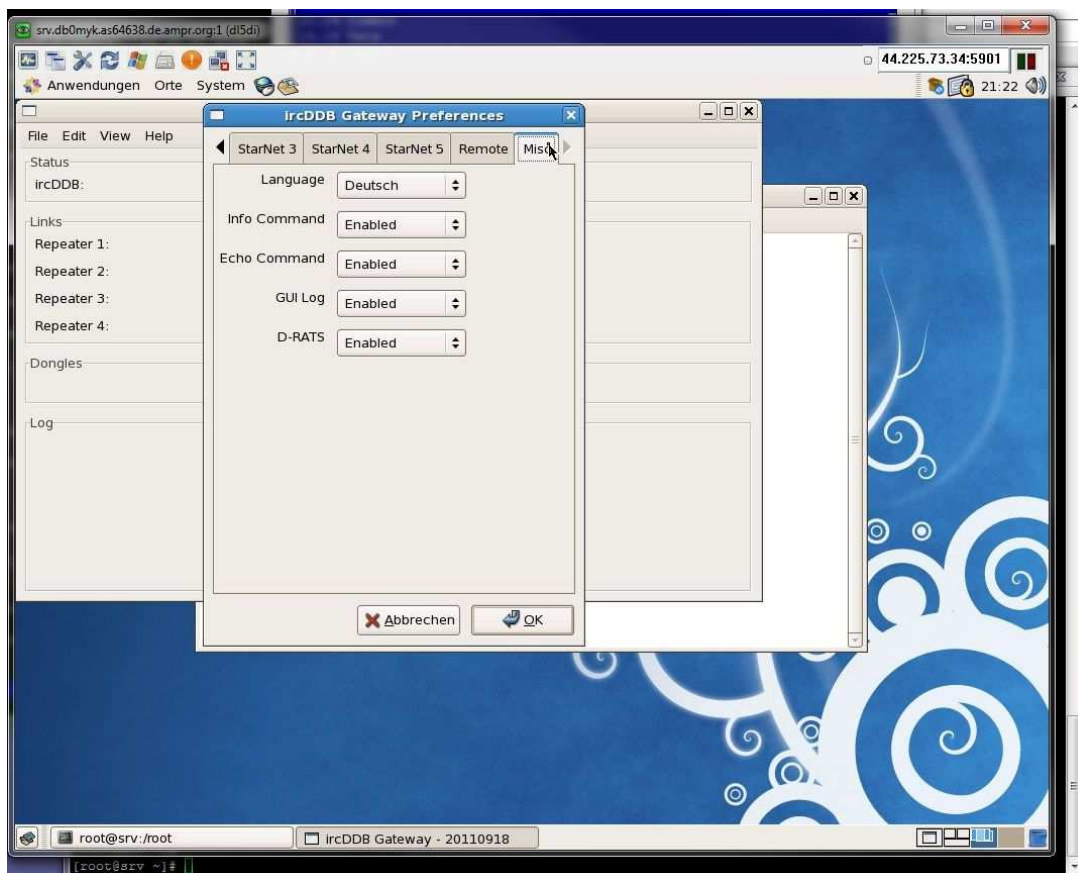 srv.db0myk.as64638.de.ampr.org:1 (dl5di)
44.225.73.34:5901
Anwendungen Orte System
21:22
ircDDB Gateway Preferences
File Edit View Help
StarNet 3 StarNet 4 StarNet 5 Remote Misc
Status
ircDDB:
Language Deutsch
Links
Info Command Enabled
Repeater 1:
Echo Command Enabled
Repeater 2:
Repeater 3:
GUI Log Enabled
Repeater 4:
D-RATS Enabled
Dongles
Log
Abbrechen OK
root@srv:/root
ircDDB Gateway - 20110918
[root@srv ~]#